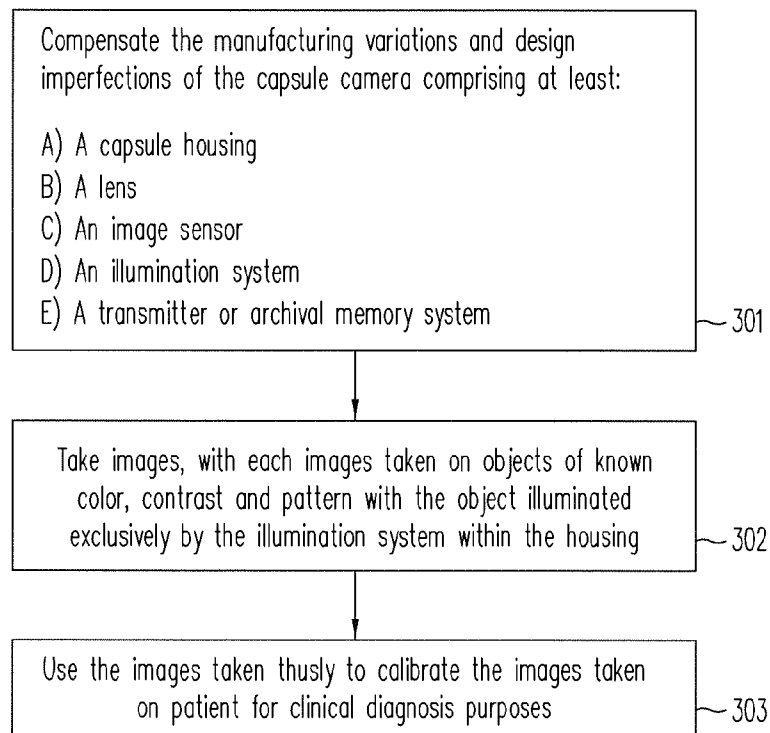 Compensate the manufacturing variations and design
imperfections of the capsule camera comprising at least:
A) A capsule housing
B) A lens
C) An image sensor
D) An illumination system
E) A transmitter or archival memory system
301
Take images, with each images taken on objects of known
color, contrast and pattern with the object illuminated
exclusively by the illumination system within the housing
302
Use the images taken thusly to calibrate the images taken
on patient for clinical diagnosis purposes
303